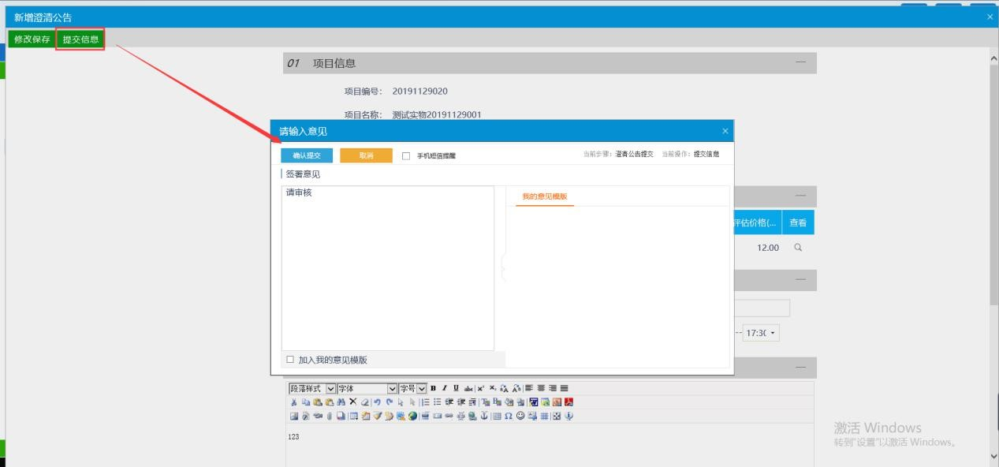 新增澄清公告
修改保存 提交信息
01 项目信息
项目编号： 20191129020
项目名称： 测试实物20191129001
请输入意见
确认提交 取消 手机短信提醒 当前步骤：澄清公告提交 当前操作：提交信息
签署意见
请审核
我的意见模版
评估价格(... 查看
12.00
-- 17:30
加入我的意见模版
段落样式 字体 字号
123
激活 Windows
转到"设置"以激活 Windows。